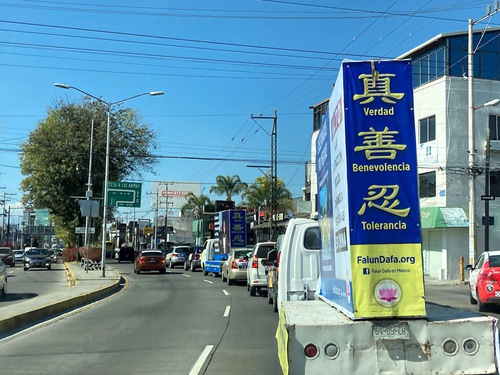 真
Verdad
善
Benevolencia
忍
Tolerancia
FalunDafa.org
Falun Dafa en México